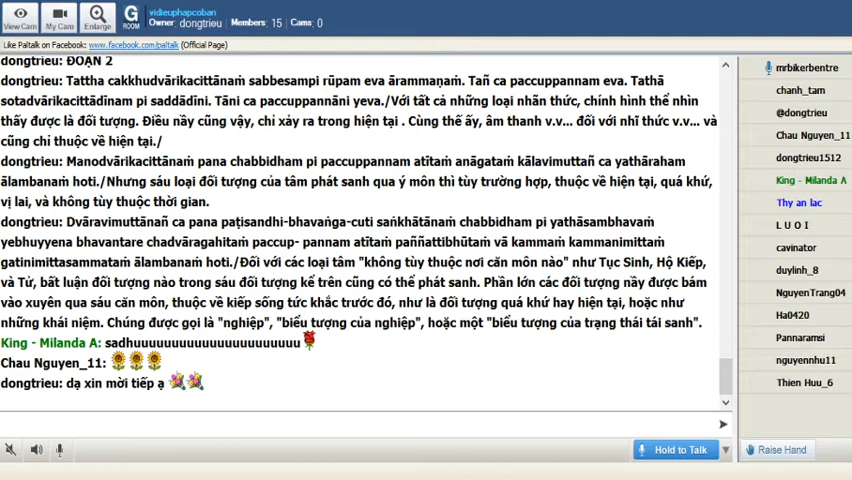 View Cam
My Cam
Enlarge
G
ROOM
vidieuphapcoban
Owner: dongtrieu Members: 15 Cams: 0
Like Paltalk on Facebook: www.facebook.com/paltalk (Official Page)
dongtrieu: ĐOẠN 2
dongtrieu: Tattha cakkhudvārikacittānaṁ sabbesampi rūpam eva ārammaṇaṁ. Tañ ca paccuppannam eva. Tathā
sotadvārikacittādīnam pi saddādīni. Tāni ca paccuppannāni yeva./Với tất cả những loại nhãn thức, chính hình thể nhìn
thấy được là đối tượng. Điều nầy cũng vậy, chỉ xảy ra trong hiện tại . Cùng thế ấy, âm thanh v.v... đối với nhĩ thức v.v... và
cũng chỉ thuộc về hiện tại./
dongtrieu: Manodvārikacittānaṁ pana chabbidham pi paccuppannam atītaṁ anāgataṁ kālavimuttañ ca yathāraham
ālambanaṁ hoti./Nhưng sáu loại đối tượng của tâm phát sanh qua ý môn thì tùy trường hợp, thuộc về hiện tại, quá khứ,
vị lai, và không tùy thuộc thời gian.
dongtrieu: Dvāravimuttānañ ca pana paṭisandhi-bhavaṅga-cuti saṅkhātānaṁ chabbidham pi yathāsambhavaṁ
yebhuyyena bhavantare chadvāragahitaṁ paccup- pannam atītaṁ paññattibhūtaṁ vā kammaṁ kammanimittaṁ
gatinimittasammataṁ ālambanaṁ hoti./Đối với các loại tâm "không tùy thuộc nơi căn môn nào" như Tục Sinh, Hộ Kiếp,
và Tử, bất luận đối tượng nào trong sáu đối tượng kể trên cũng có thể phát sanh. Phần lớn các đối tượng nầy được bám
vào xuyên qua sáu căn môn, thuộc về kiếp sống tức khắc trước đó, như là đối tượng quá khứ hay hiện tại, hoặc như
những khái niệm. Chúng được gọi là "nghiệp", "biểu tượng của nghiệp", hoặc một "biểu tượng của trạng thái tái sanh".
King - Milanda A: sadhuuuuuuuuuuuuuuuuuuuuuu
Chau Nguyen_11:
dongtrieu: dạ xin mời tiếp ạ
Hold to Talk
mrbikerbentre
chanh_tam
@dongtrieu
Chau Nguyen_11
dongtrieu1512
King - Milanda A
Thy an lac
L U O I
cavinator
duylinh_8
NguyenTrang04
Ha0420
Pannaramsi
nguyennhu11
Thien Huu_6
Raise Hand